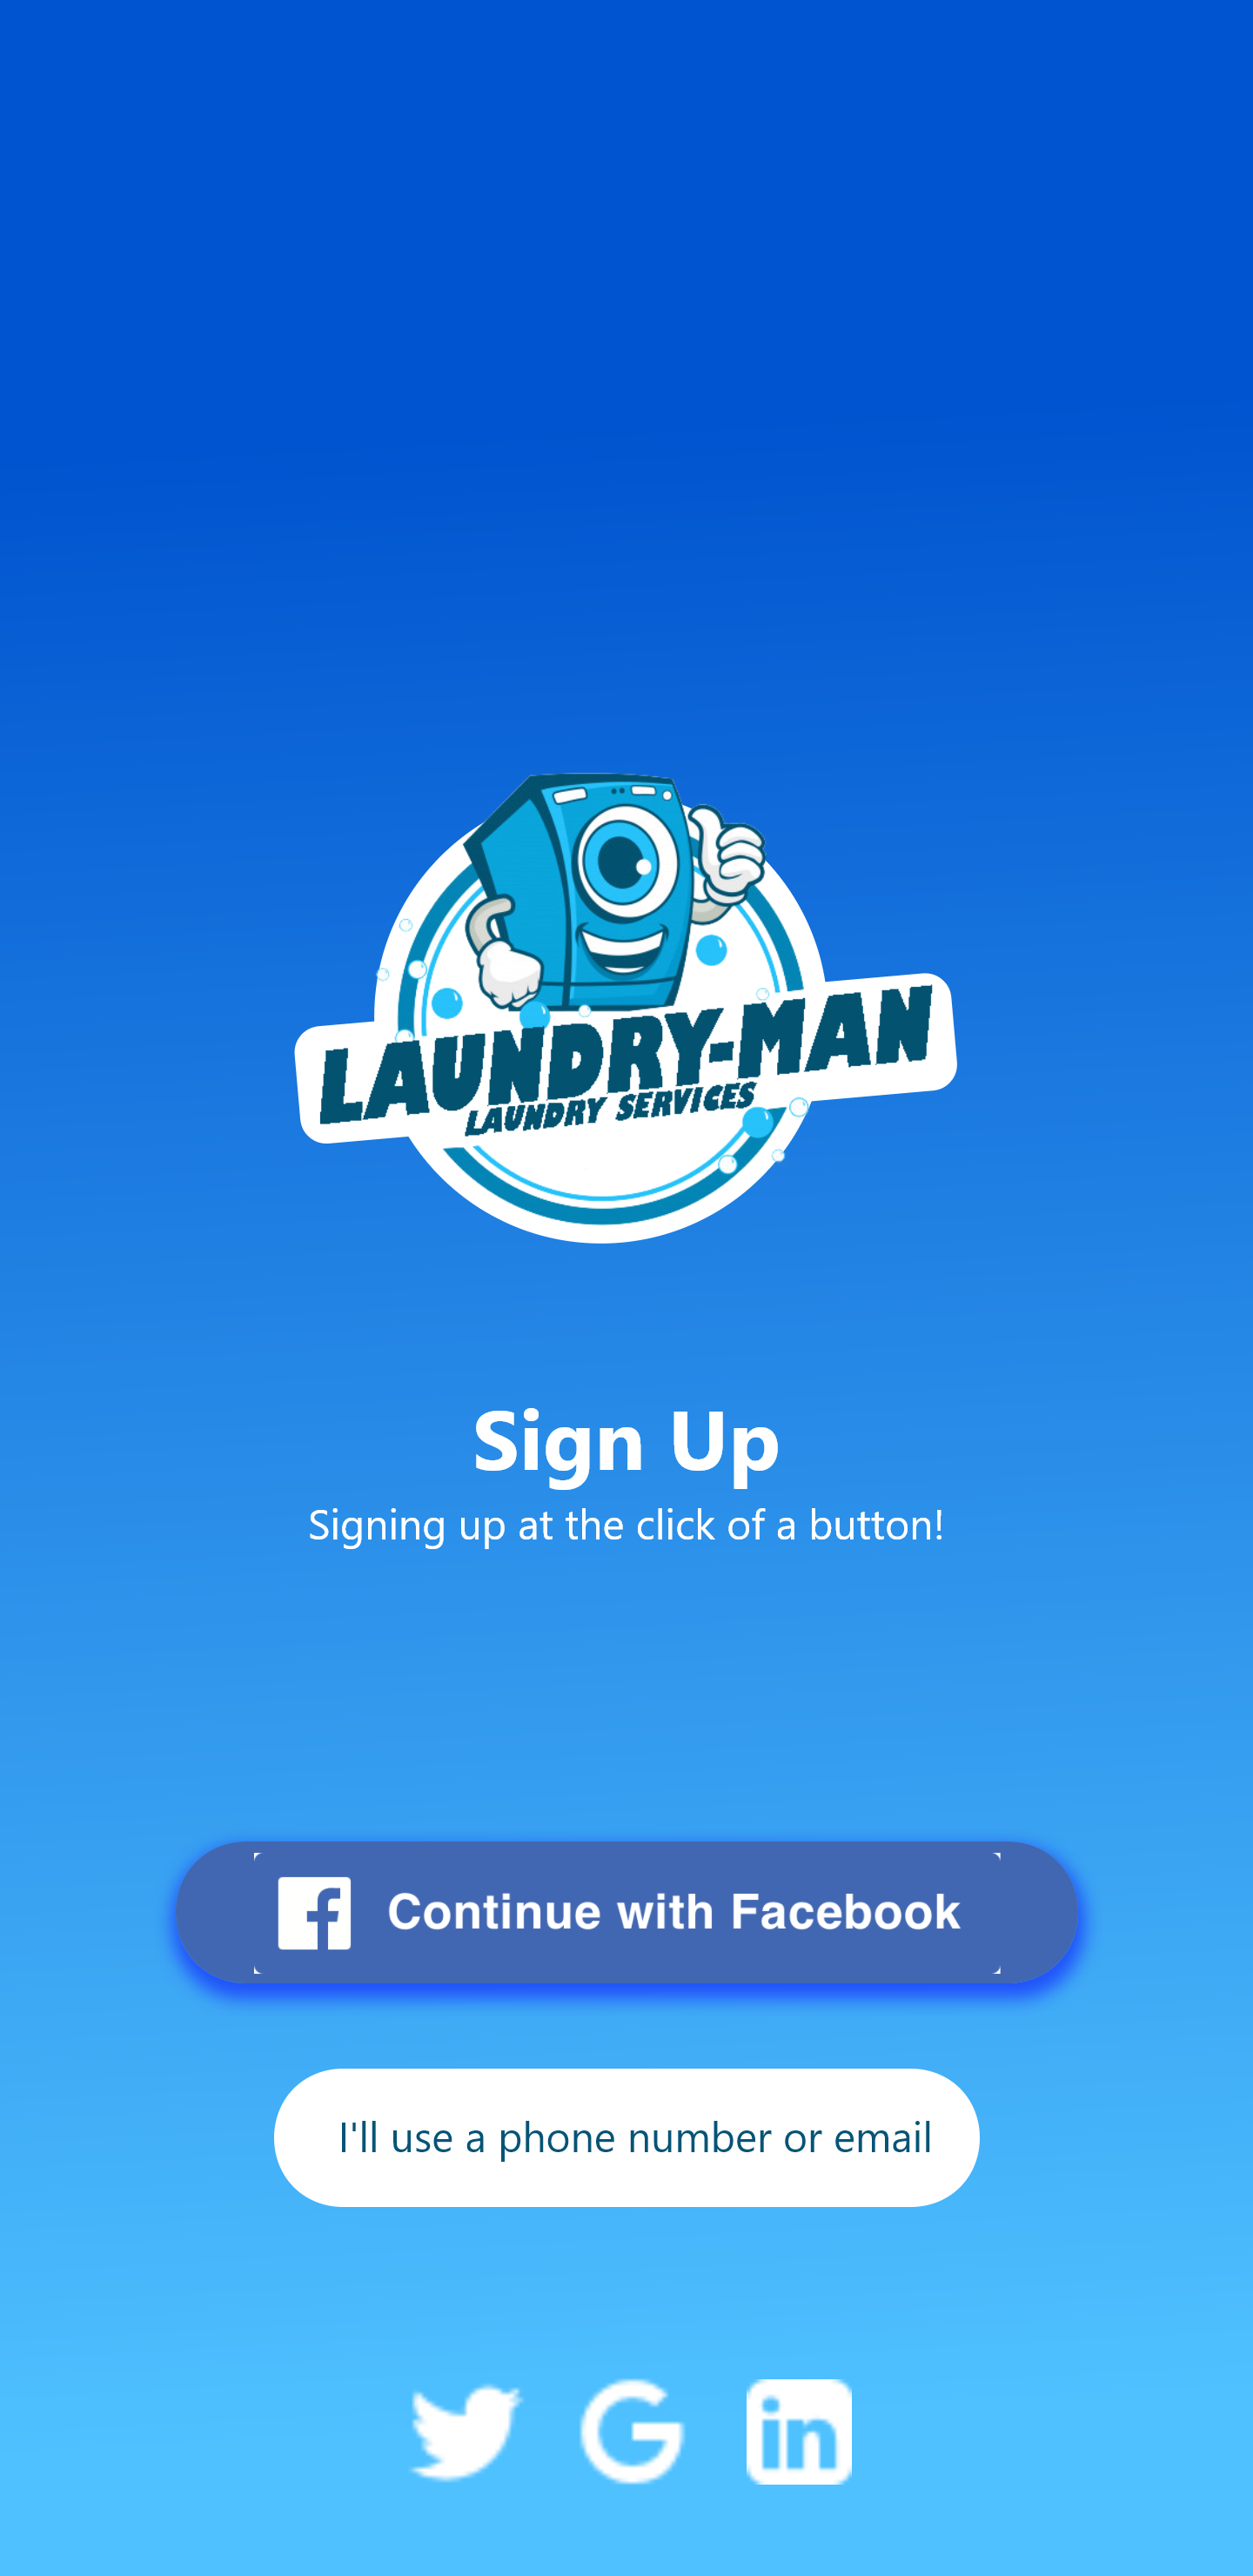 LAUNDRY-MAN
LAUNDRY SERVICES
Sign Up
Signing up at the click of a button!
Continue with Facebook
I'll use a phone number or email